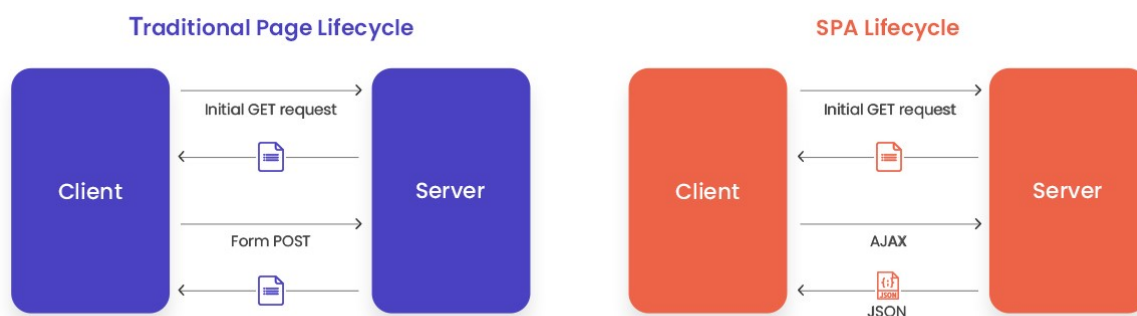 Traditional Page Lifecycle
Client
Initial GET request
Form POST
Server
SPA Lifecycle
Client
Initial GET request
AJAX
JSON
JSON
Server